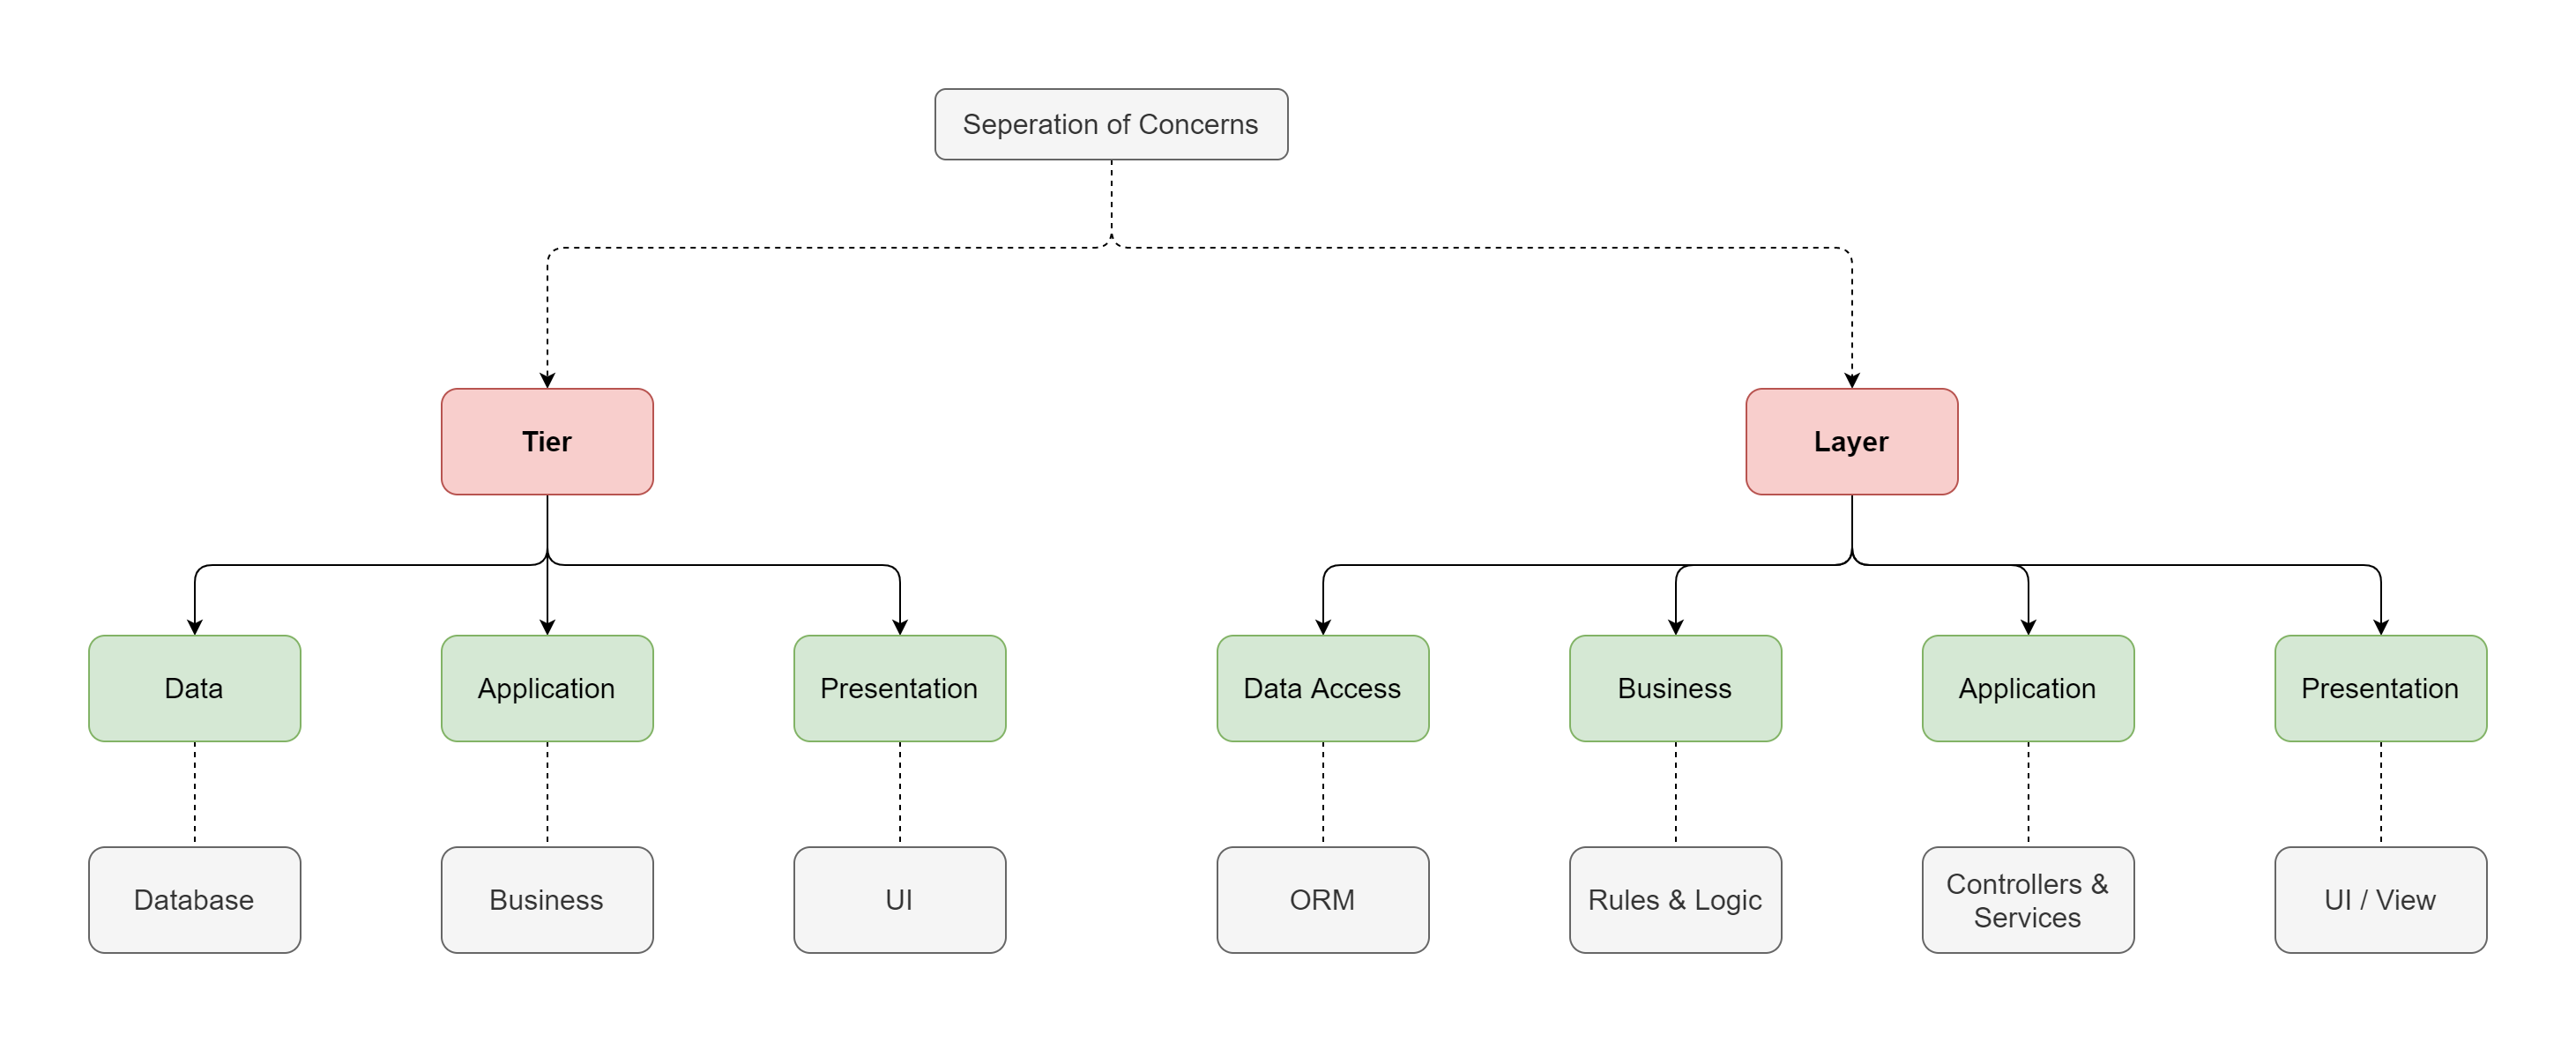 Seperation of Concerns
Tier
Layer
Data
Application
Presentation
Data Access
Business
Application
Presentation
Database
Business
UI
ORM
Rules & Logic
Controllers &
Services
UI / View